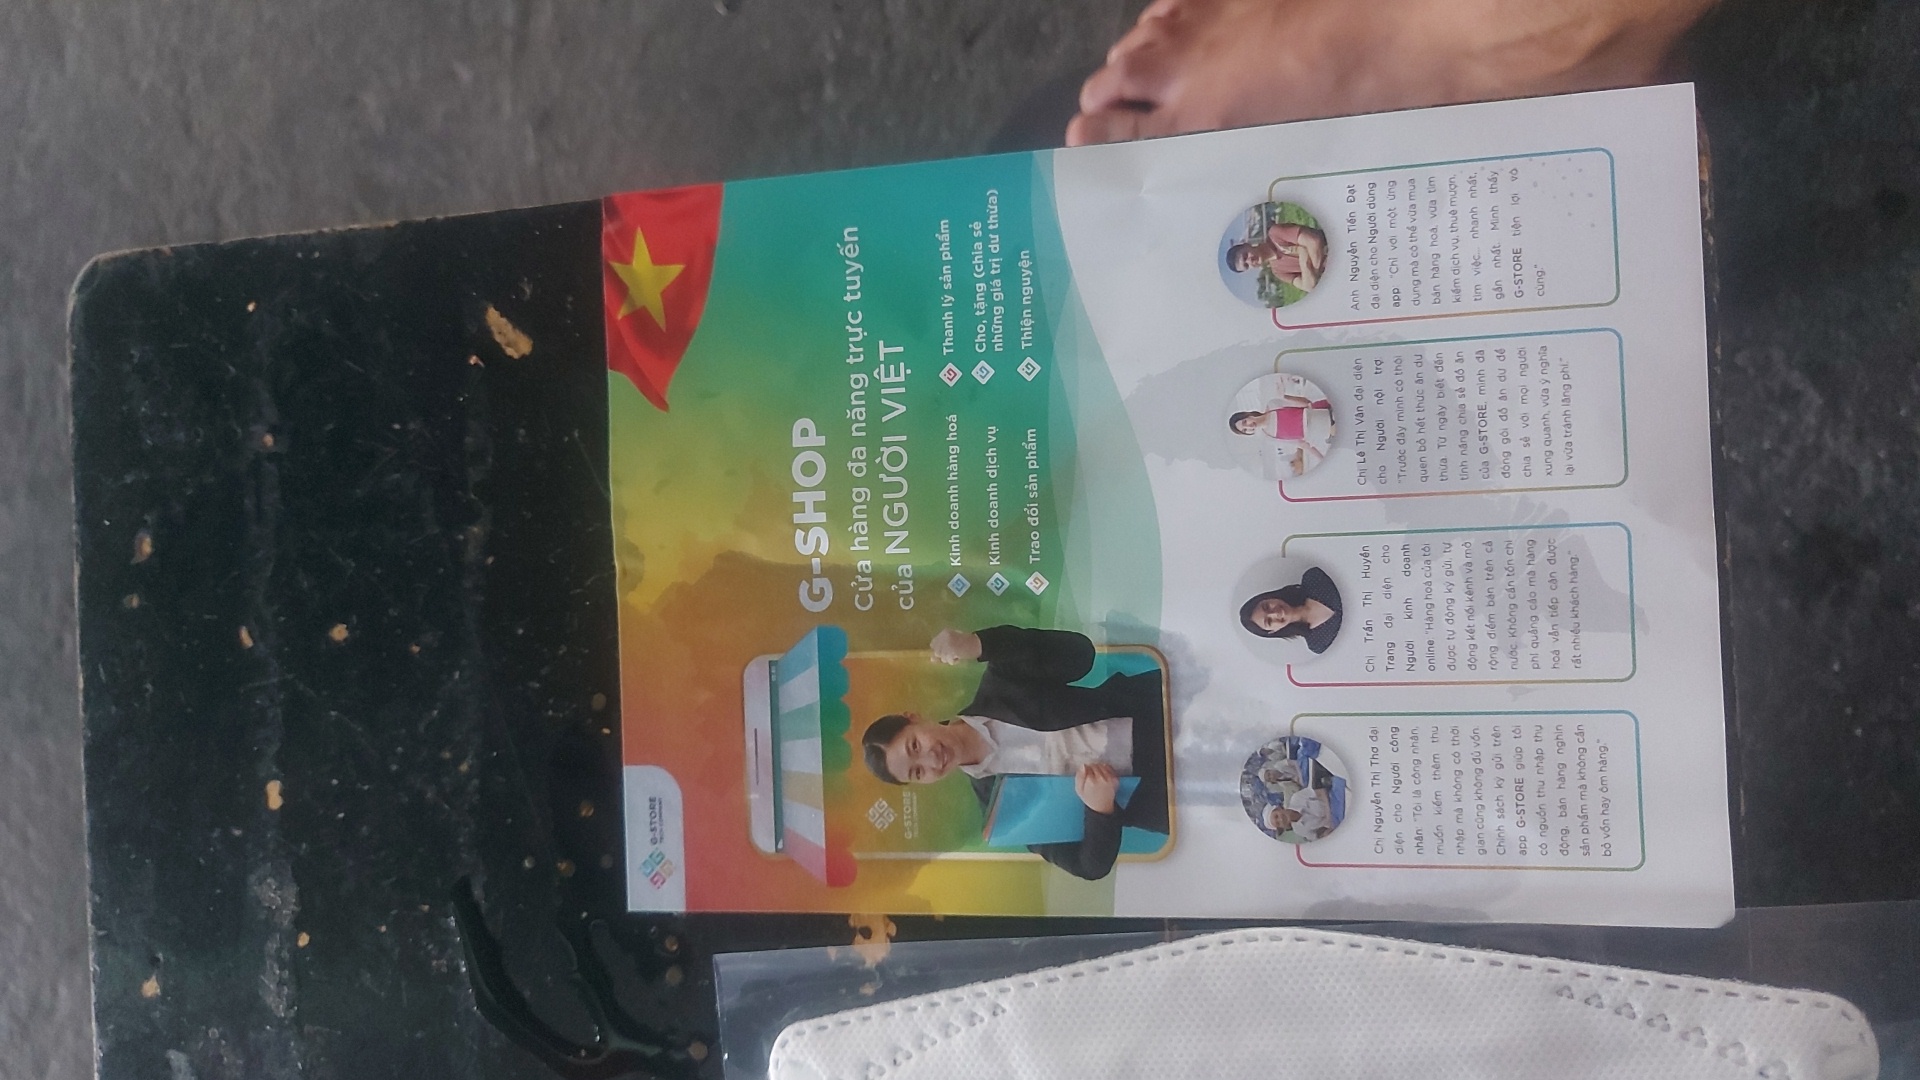 G-STORE
TECH COMPANY
G-STORE
TECH COMPANY
G-SHOP
Cửa hàng đa năng trực tuyến
của NGƯỜI VIỆT
Kinh doanh hàng hoá
Kinh doanh dịch vụ
Trao đổi sản phẩm
Thanh lý sản phẩm
Cho, tặng (chia sẻ
những giá trị dư thừa)
Thiện nguyện
Chị Nguyễn Thị Thơ đại
diện cho Người công
nhân: "Tôi là công nhân,
muốn kiếm thêm thu
nhập mà không có thời
gian cũng không đủ vốn.
Chính sách ký gửi trên
app G-STORE giúp tôi
có nguồn thu nhập thụ
động, bán hàng nghìn
sản phẩm mà không cần
bỏ vốn hay ôm hàng."
Chị Trần Thị Huyền
Trang đại diện cho
Người kinh doanh
online: "Hàng hoá của tôi
được tự động ký gửi, tự
động kết nối kênh và mở
rộng điểm bán trên cả
nước. Không cần tốn chi
phí quảng cáo mà hàng
hoá vẫn tiếp cận được
rất nhiều khách hàng."
Chị Lê Thị Vân đại diện
cho Người nội trợ:
"Trước đây mình có thói
quen bỏ hết thức ăn dư
thừa. Từ ngày biết đến
tính năng chia sẻ đồ ăn
của G-STORE, mình đã
đóng gói đồ ăn dư để
chia sẻ với mọi người
xung quanh, vừa ý nghĩa
lại vừa tránh lãng phí."
Anh Nguyễn Tiến Đạt
đại diện cho Người dùng
app: "Chỉ với một ứng
dụng mà có thể vừa mua
bán hàng hoá, vừa tìm
kiếm dịch vụ, thuê mượn,
tìm việc... nhanh nhất,
gần nhất. Mình thấy
G-STORE tiện lợi vô
cùng."